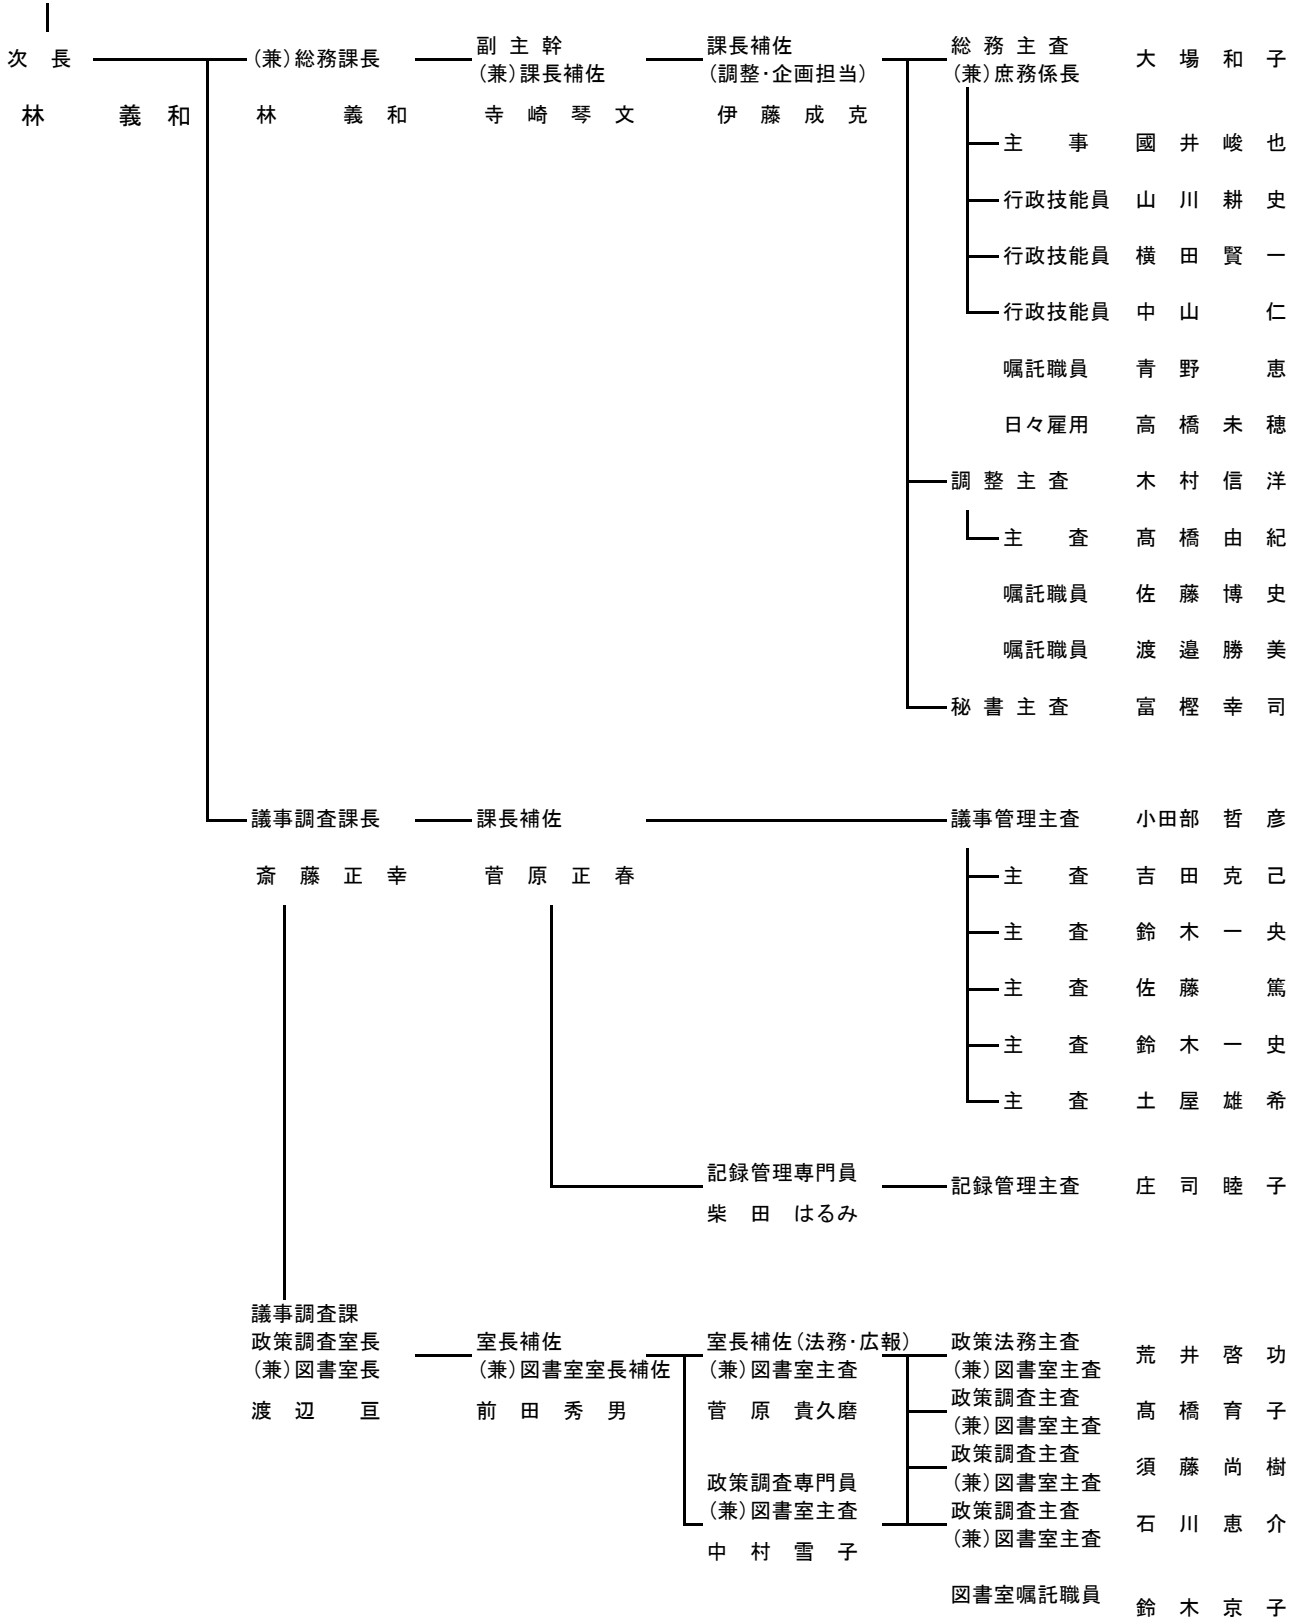 次長 (兼)総務課長 副主幹 課長補佐 総務主査 大場和子
(兼)課長補佐 (調整・企画担当) (兼)庶務係長
林義和 林義和 寺崎琴文 伊藤成克
主事 國井峻也
行政技能員 山川耕史
行政技能員 横田賢一
行政技能員 中山仁
嘱託職員 青野恵
日々雇用 高橋未穂
調整主査 木村信洋
主査 髙橋由紀
嘱託職員 佐藤博史
嘱託職員 渡邉勝美
秘書主査 富樫幸司
議事調査課長 課長補佐 議事管理主査 小田部哲彦
斎藤正幸 菅原正春 主査 吉田克己
主査 鈴木一央
主査 佐藤篤
主査 鈴木一史
主査 土屋雄希
記録管理専門員 記録管理主査 庄司睦子
柴田はるみ
議事調査課
政策調査室長 室長補佐 室長補佐(法務・広報) 政策法務主査 荒井啓功
(兼)図書室長 (兼)図書室室長補佐 (兼)図書室主査 (兼)図書室主査
渡辺亘 前田秀男 菅原貴久磨 政策調査主査 髙橋育子
(兼)図書室主査
政策調査主査 須藤尚樹
政策調査専門員 (兼)図書室主査
(兼)図書室主査 政策調査主査 石川恵介
中村雪子 (兼)図書室主査
図書室嘱託職員 鈴木京子